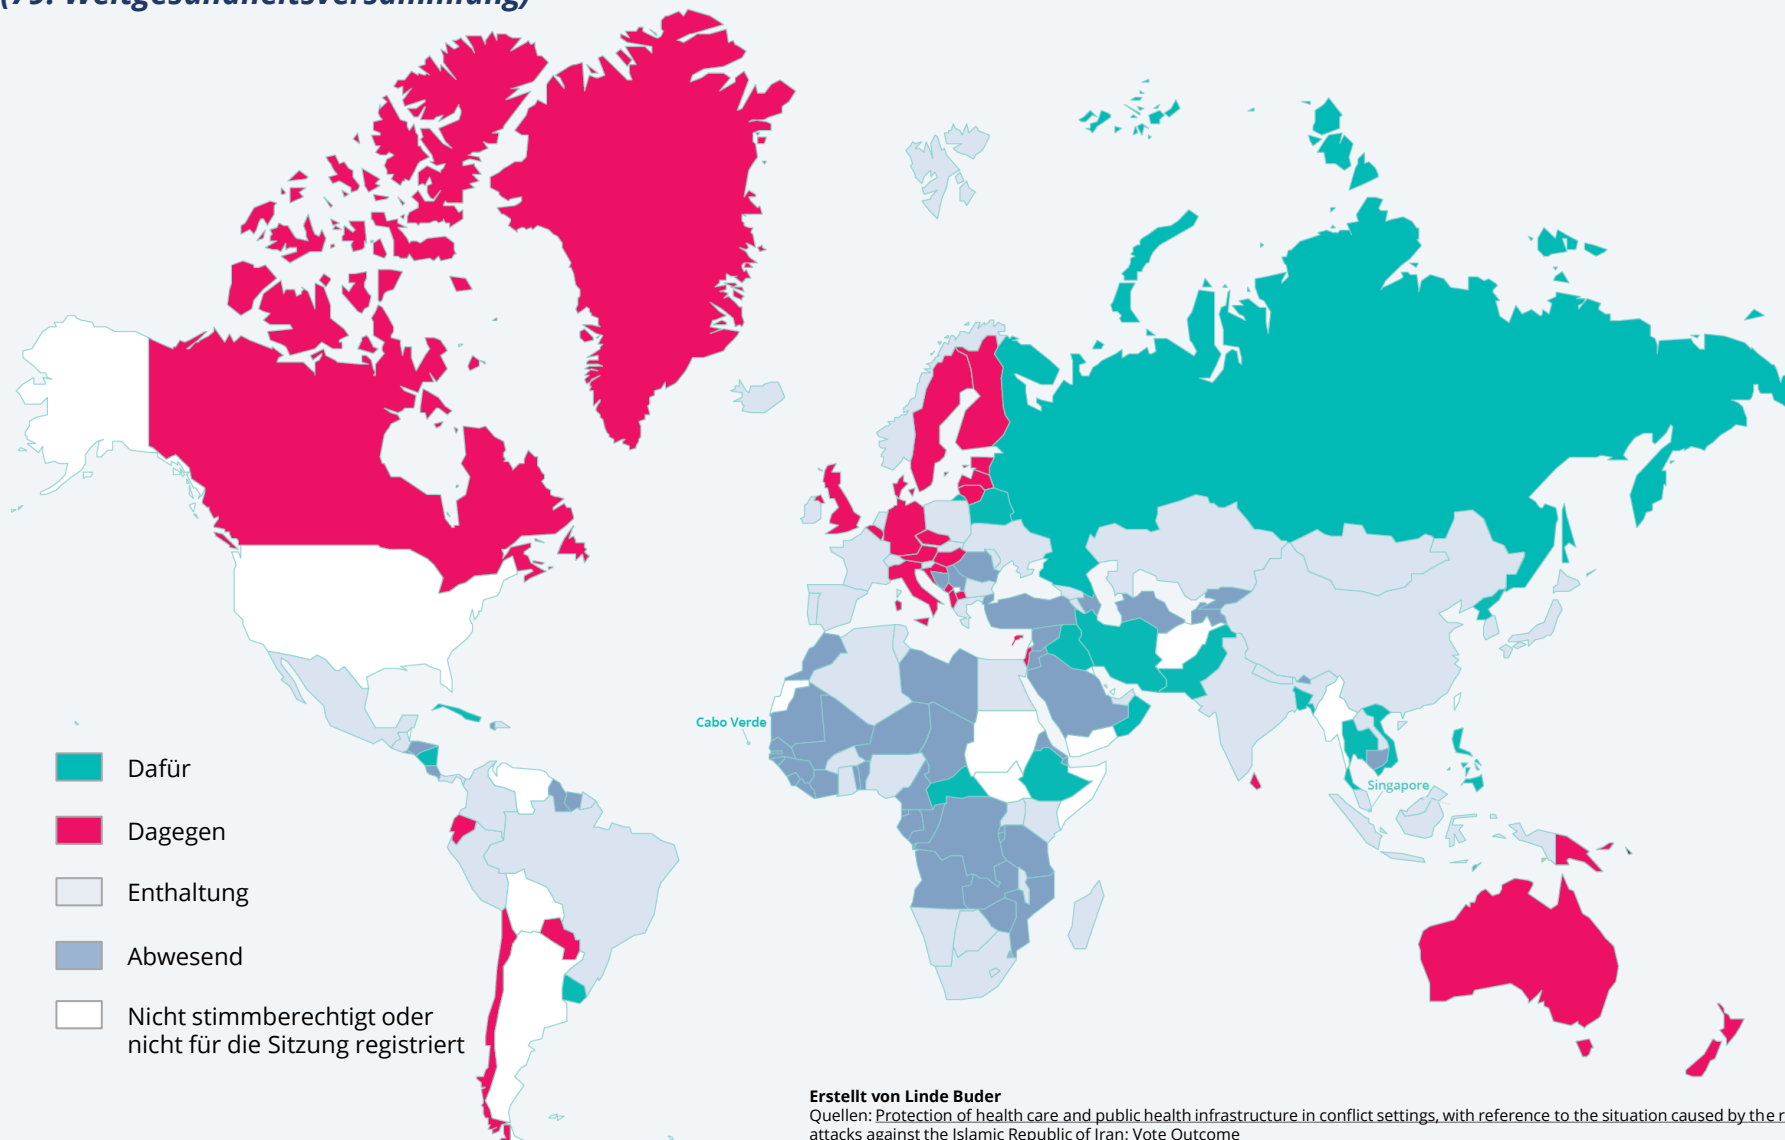 (79. Weltgesundheitsversammlung)
Cabo Verde
Singapore
Dafür
Dagegen
Enthaltung
Abwesend
Nicht stimmberechtigt oder
nicht für die Sitzung registriert
Erstellt von Linde Buder
Quellen: Protection of health care and public health infrastructure in conflict settings, with reference to the situation caused by the
attacks against the Islamic Republic of Iran: Vote Outcome